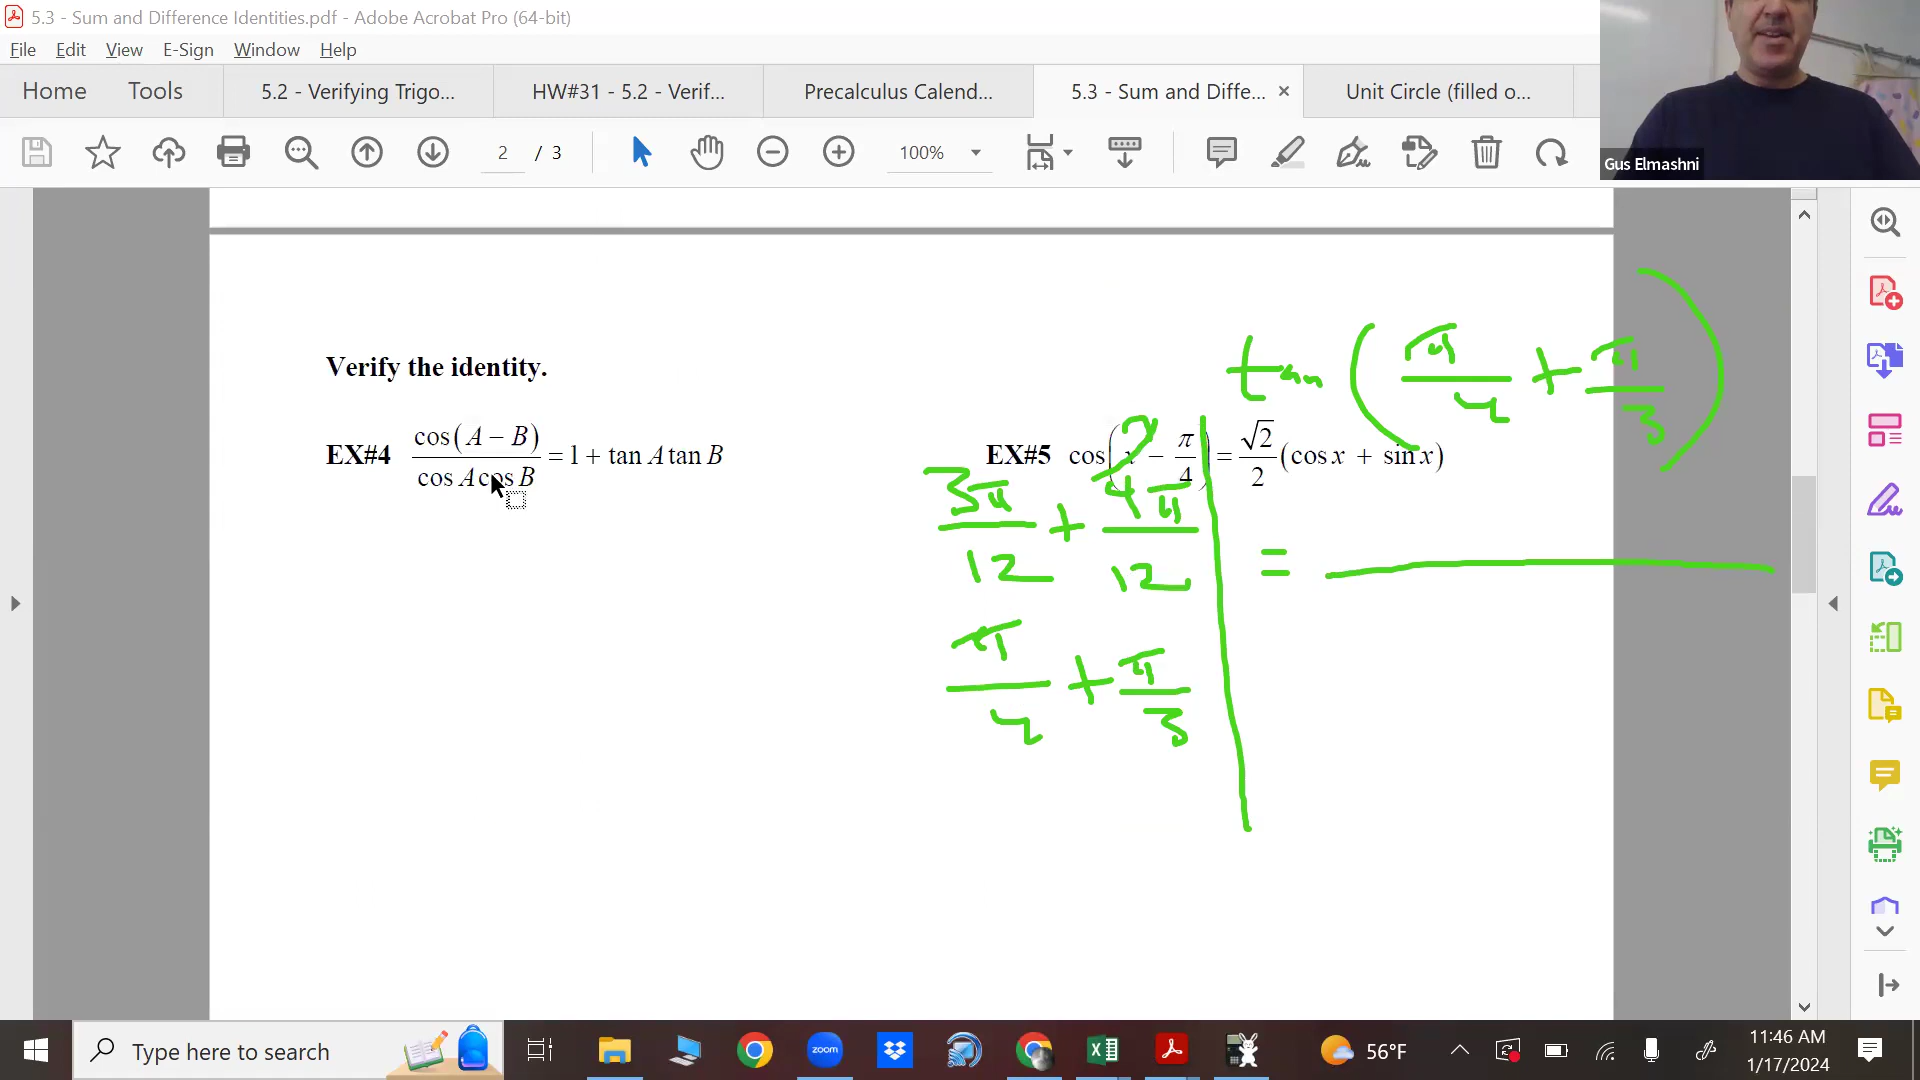 5.3 - Sum and Difference Identities.pdf - Adobe Acrobat Pro (64-bit)
File Edit View E-Sign Window Help
Home Tools 5.2 - Verifying Trigo... HW#31 - 5.2 - Verif... Precalculus Calend... 5.3 - Sum and Diffe... × Unit Circle (filled o...
2 / 3 100%
Gus Elmashni
tan(π/4 + π/3)
Verify the identity.
EX#4 cos(A − B)/cos A cos B = 1 + tan A tan B
EX#5 cos(x − π/4) = √2/2 (cos x + sin x)
3π/12 + 4π/12
=
π/4 + π/3
Type here to search
zoom
56°F
11:46 AM
1/17/2024